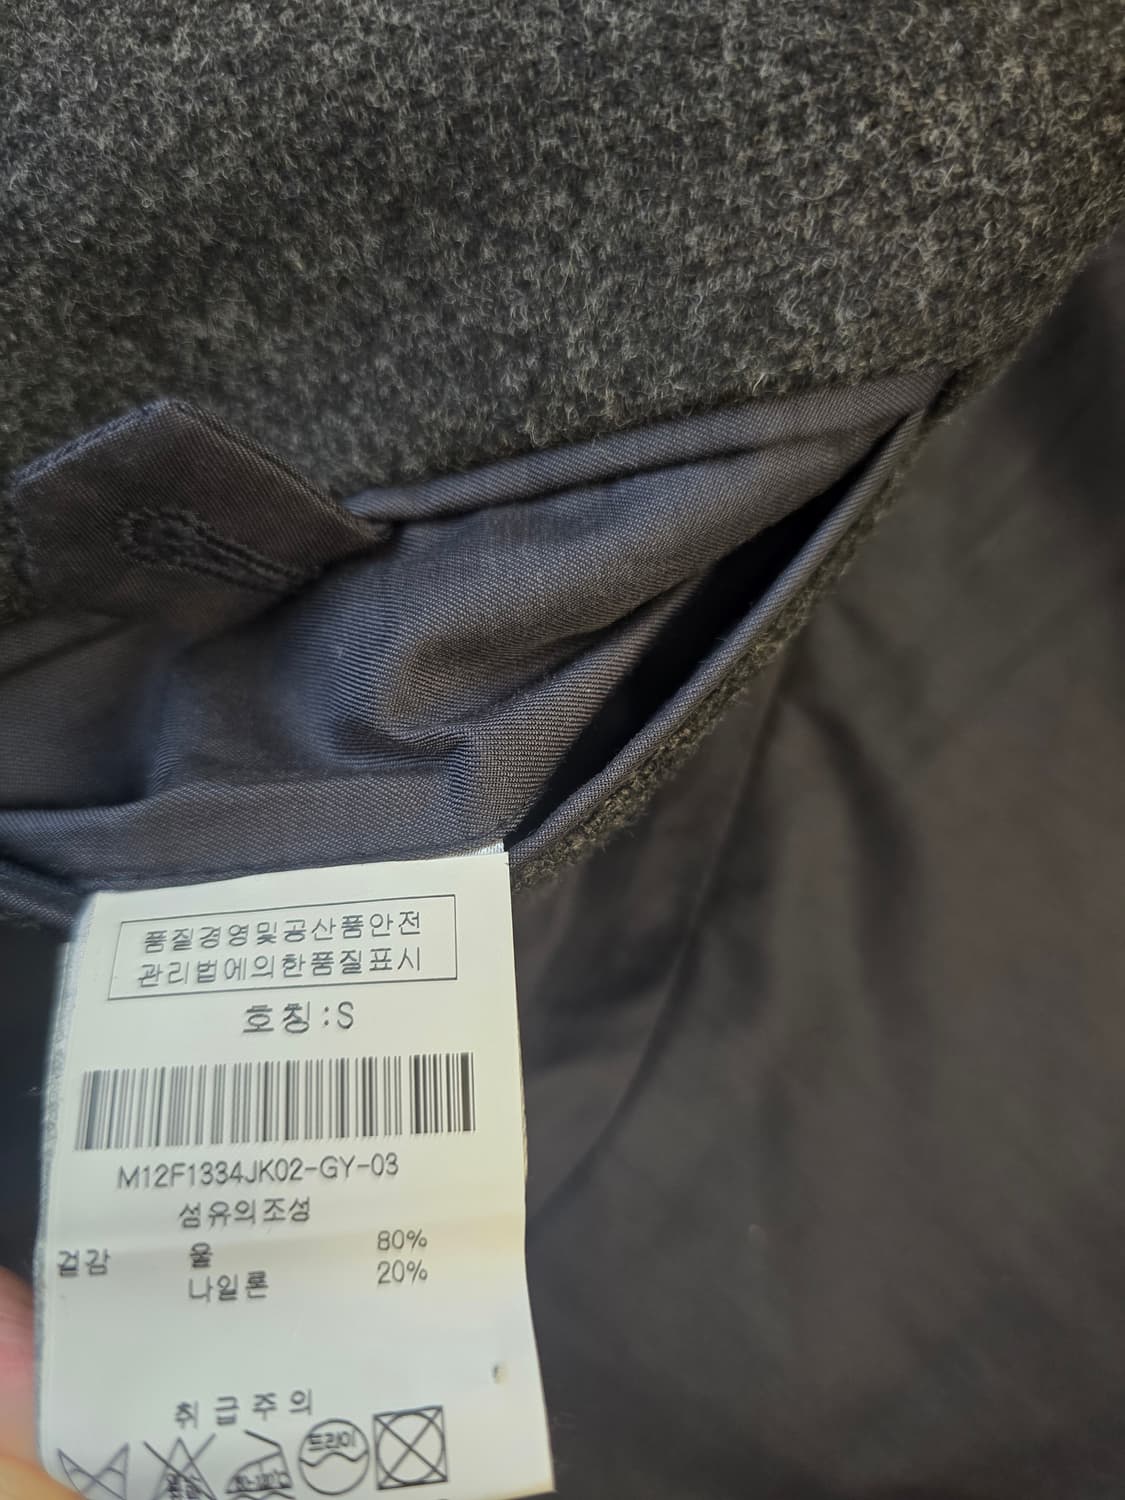 품질경영및공산품안전
관리법에의한품질표시
호칭:S
M12F1334JK02-GY-03
섬유의조성
겉감 울 80%
나일론 20%
취급주의
드라이